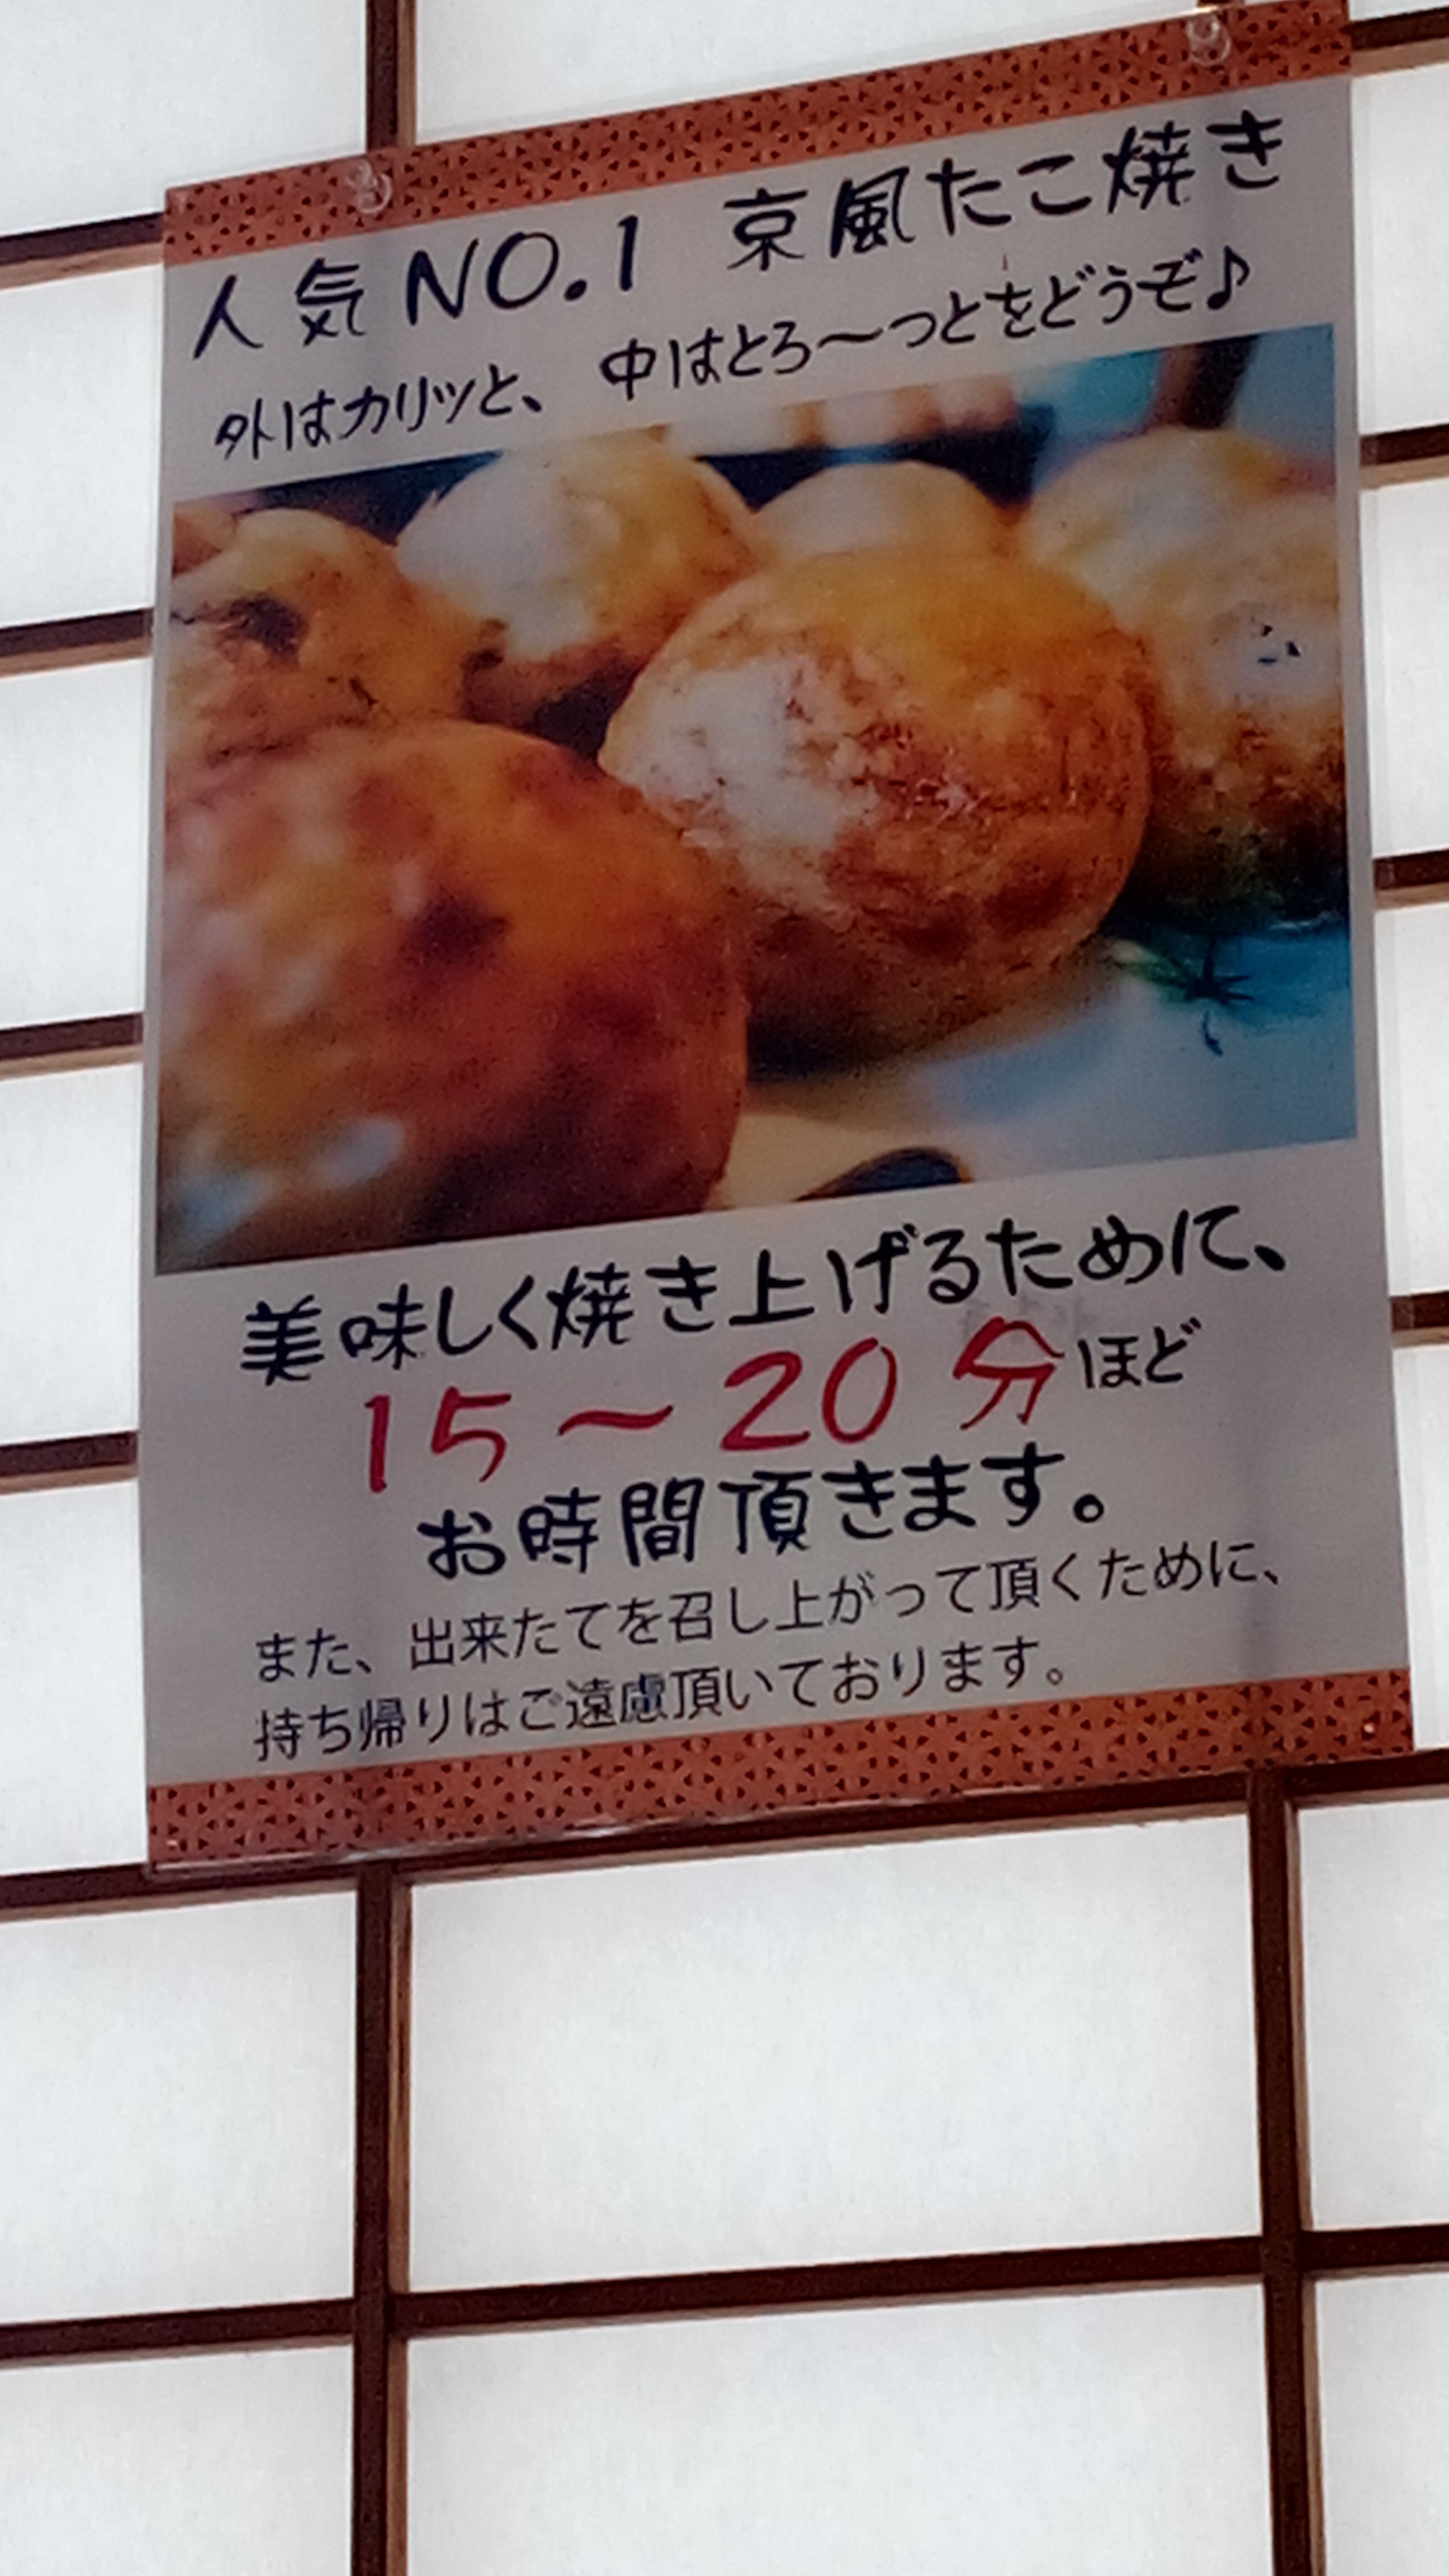 人気NO.1 京風たこ焼き
外はカリッと、中はとろ〜っとをどうぞ♪
美味しく焼き上げるために、
15〜20分ほど
お時間頂きます。
また、出来たてを召し上がって頂くために、
持ち帰りはご遠慮頂いております。